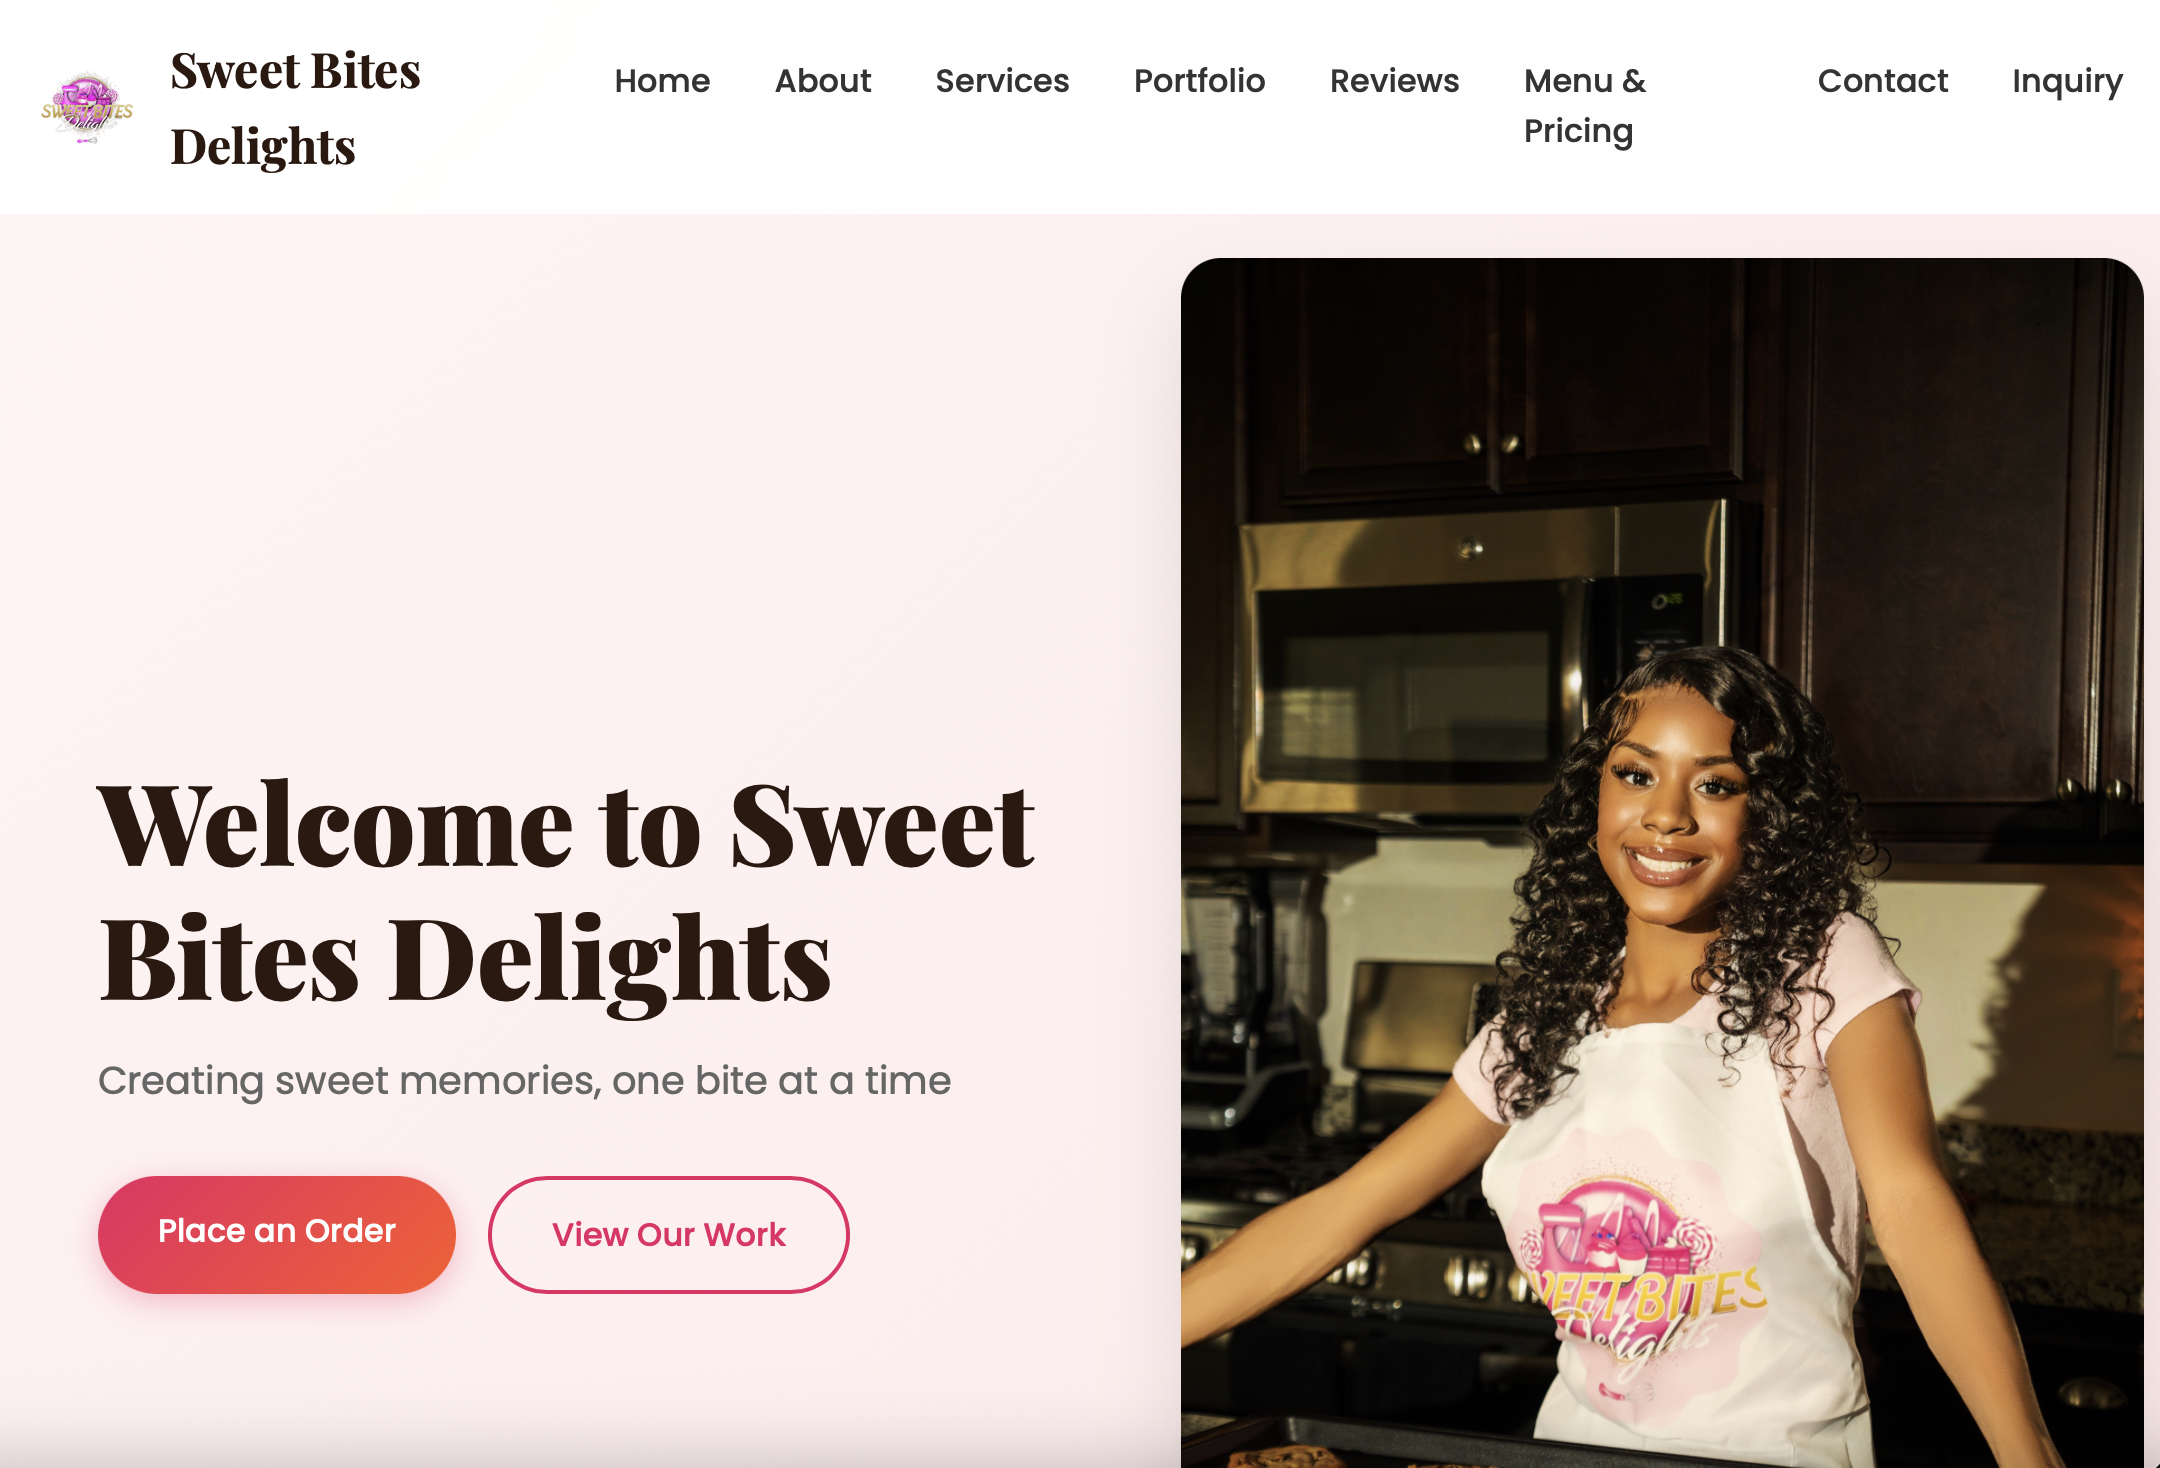 SWEET BITES
Delights
Sweet Bites
Delights
Home
About
Services
Portfolio
Reviews
Menu &
Pricing
Contact
Inquiry
Welcome to Sweet
Bites Delights
Creating sweet memories, one bite at a time
Place an Order
View Our Work
BITES
Delights